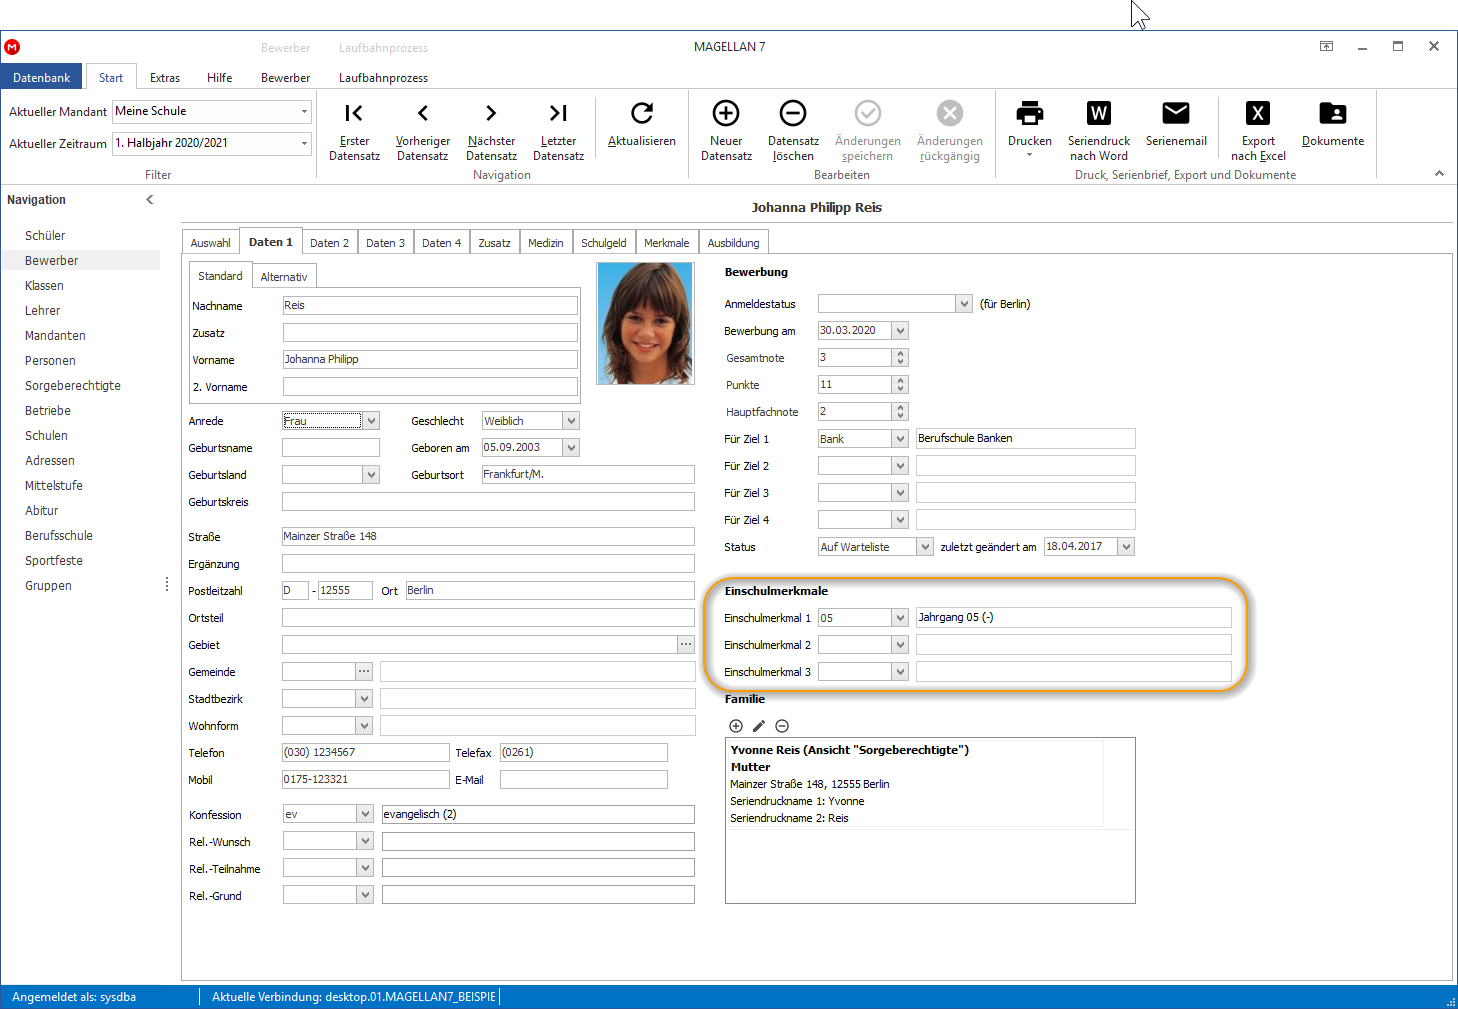 Bewerber Laufbahnprozess MAGELLAN 7
Datenbank Start Extras Hilfe Bewerber Laufbahnprozess
Aktueller Mandant Meine Schule
Aktueller Zeitraum 1. Halbjahr 2020/2021
Filter
Erster Datensatz
Vorheriger Datensatz
Nächster Datensatz
Letzter Datensatz
Aktualisieren
Navigation
Neuer Datensatz
Datensatz löschen
Änderungen speichern
Änderungen rückgängig
Bearbeiten
Drucken
W
Seriendruck nach Word
Serienemail
X
Export nach Excel
Dokumente
Druck, Serienbrief, Export und Dokumente
Navigation
Schüler
Bewerber
Klassen
Lehrer
Mandanten
Personen
Sorgeberechtigte
Betriebe
Schulen
Adressen
Mittelstufe
Abitur
Berufsschule
Sportfeste
Gruppen
Johanna Philipp Reis
Auswahl Daten 1 Daten 2 Daten 3 Daten 4 Zusatz Medizin Schulgeld Merkmale Ausbildung
Standard Alternativ
Nachname Reis
Zusatz
Vorname Johanna Philipp
2. Vorname
Anrede Frau Geschlecht Weiblich
Geburtsname Geboren am 05.09.2003
Geburtsland Geburtsort Frankfurt/M.
Geburtskreis
Straße Mainzer Straße 148
Ergänzung
Postleitzahl D - 12555 Ort Berlin
Ortsteil
Gebiet
Gemeinde
Stadtbezirk
Wohnform
Telefon (030) 1234567 Telefax (0261)
Mobil 0175-123321 E-Mail
Konfession ev evangelisch (2)
Rel.-Wunsch
Rel.-Teilnahme
Rel.-Grund
Bewerbung
Anmeldestatus (für Berlin)
Bewerbung am 30.03.2020
Gesamtnote 3
Punkte 11
Hauptfachnote 2
Für Ziel 1 Bank Berufschule Banken
Für Ziel 2
Für Ziel 3
Für Ziel 4
Status Auf Warteliste zuletzt geändert am 18.04.2017
Einschulmerkmale
Einschulmerkmal 1 05 Jahrgang 05 (-)
Einschulmerkmal 2
Einschulmerkmal 3
Familie
Yvonne Reis (Ansicht "Sorgeberechtigte")
Mutter
Mainzer Straße 148, 12555 Berlin
Seriendruckname 1: Yvonne
Seriendruckname 2: Reis
Angemeldet als: sysdba Aktuelle Verbindung: desktop.01.MAGELLAN7_BEISPIE